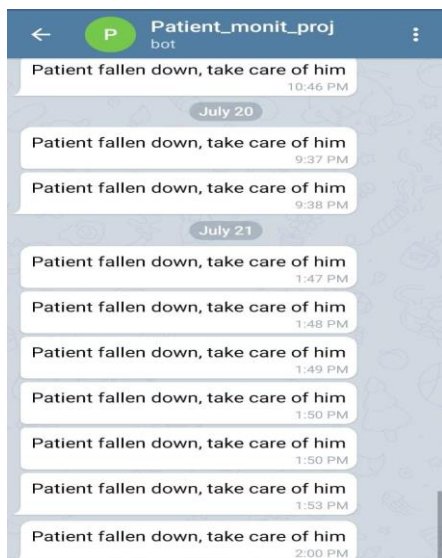 P
Patient_monit_proj
bot
Patient fallen down, take care of him
10:46 PM
July 20
Patient fallen down, take care of him
9:37 PM
Patient fallen down, take care of him
9:38 PM
July 21
Patient fallen down, take care of him
1:47 PM
Patient fallen down, take care of him
1:48 PM
Patient fallen down, take care of him
1:49 PM
Patient fallen down, take care of him
1:50 PM
Patient fallen down, take care of him
1:50 PM
Patient fallen down, take care of him
1:53 PM
Patient fallen down, take care of him
2:00 PM